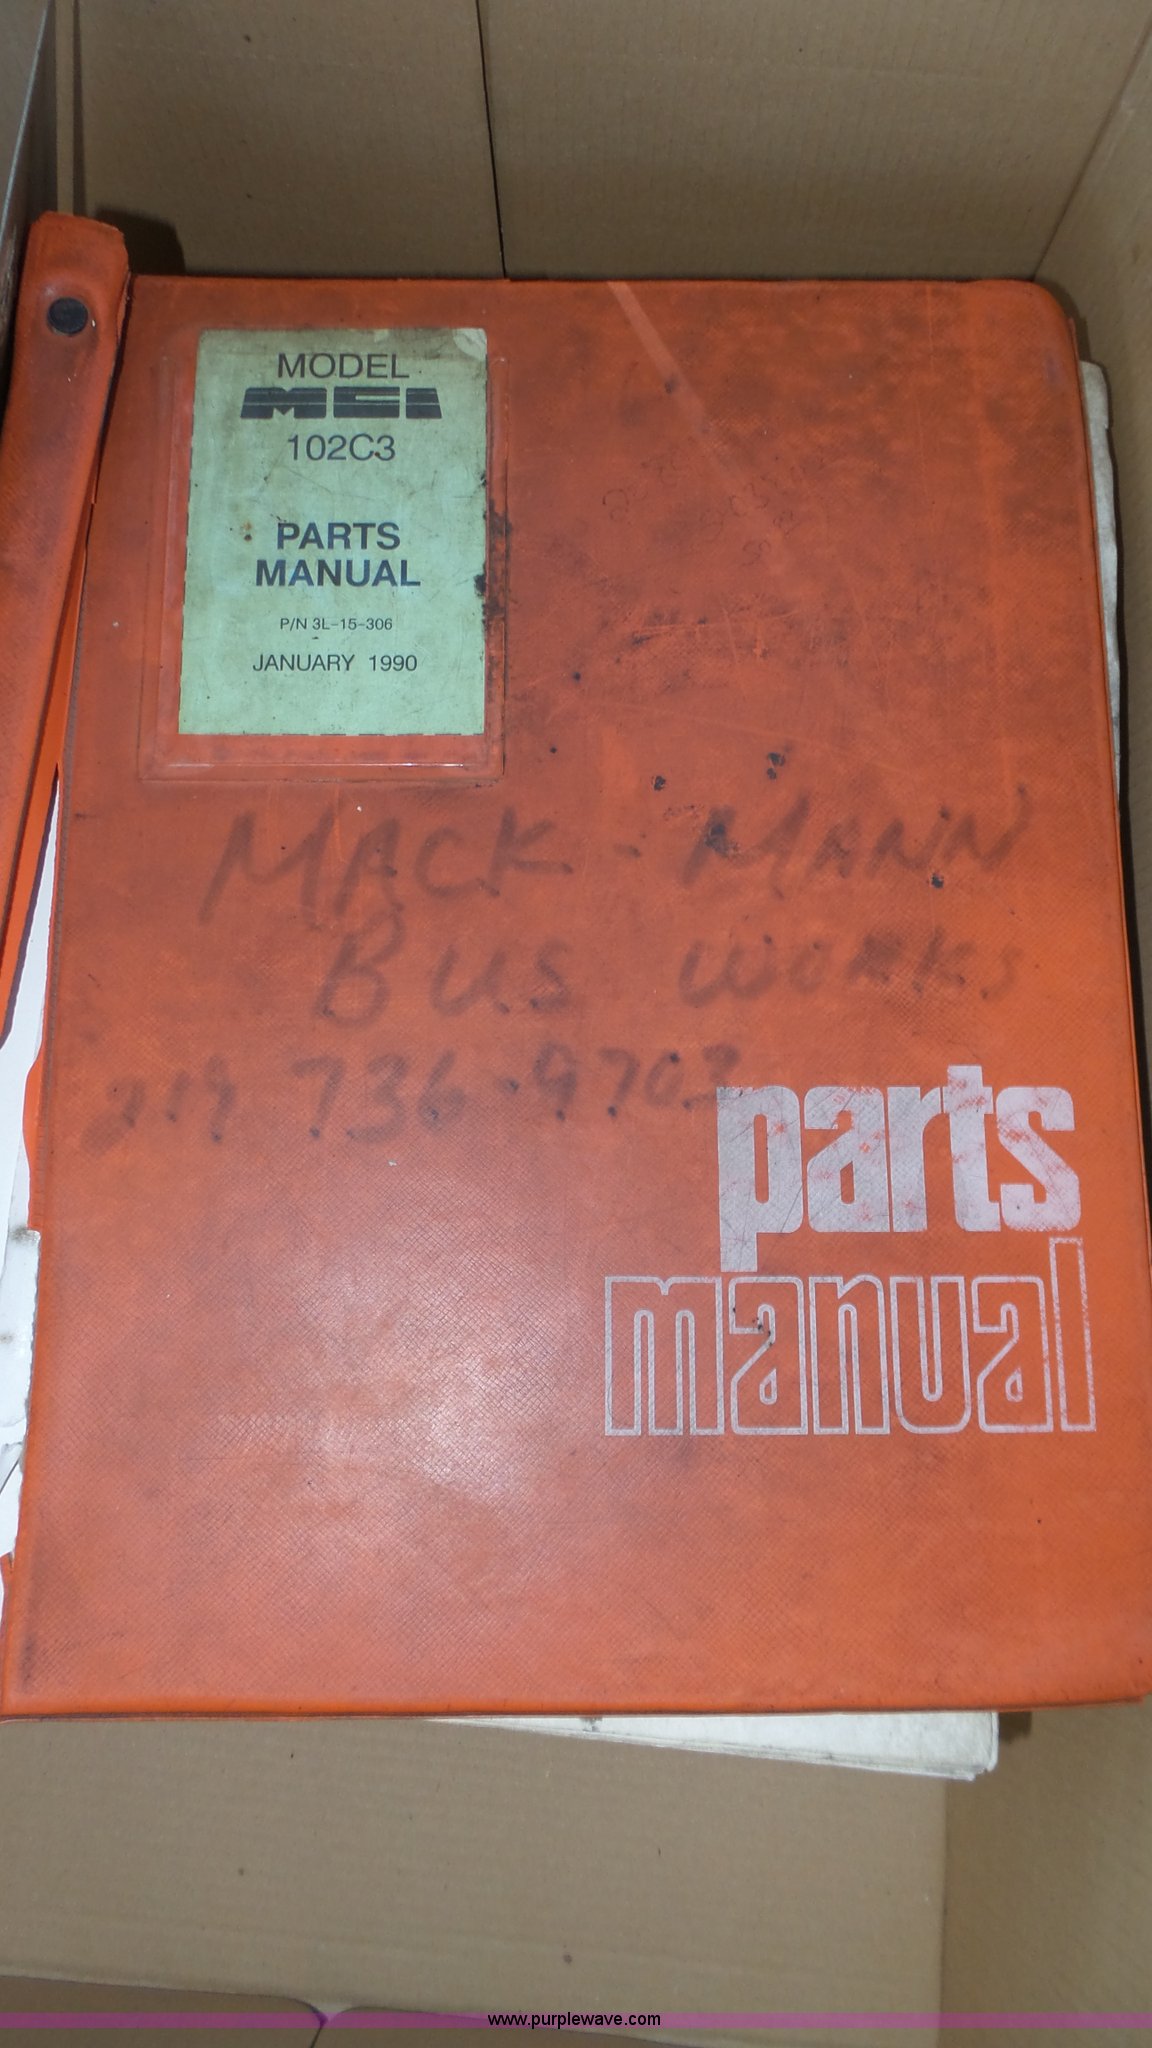 MODEL
MCI
102C3
PARTS
MANUAL
P/N 3L-15-306
JANUARY 1990
MACK - MANN
BUS WORKS
219 736-9703
parts
manual
www.purplewave.com